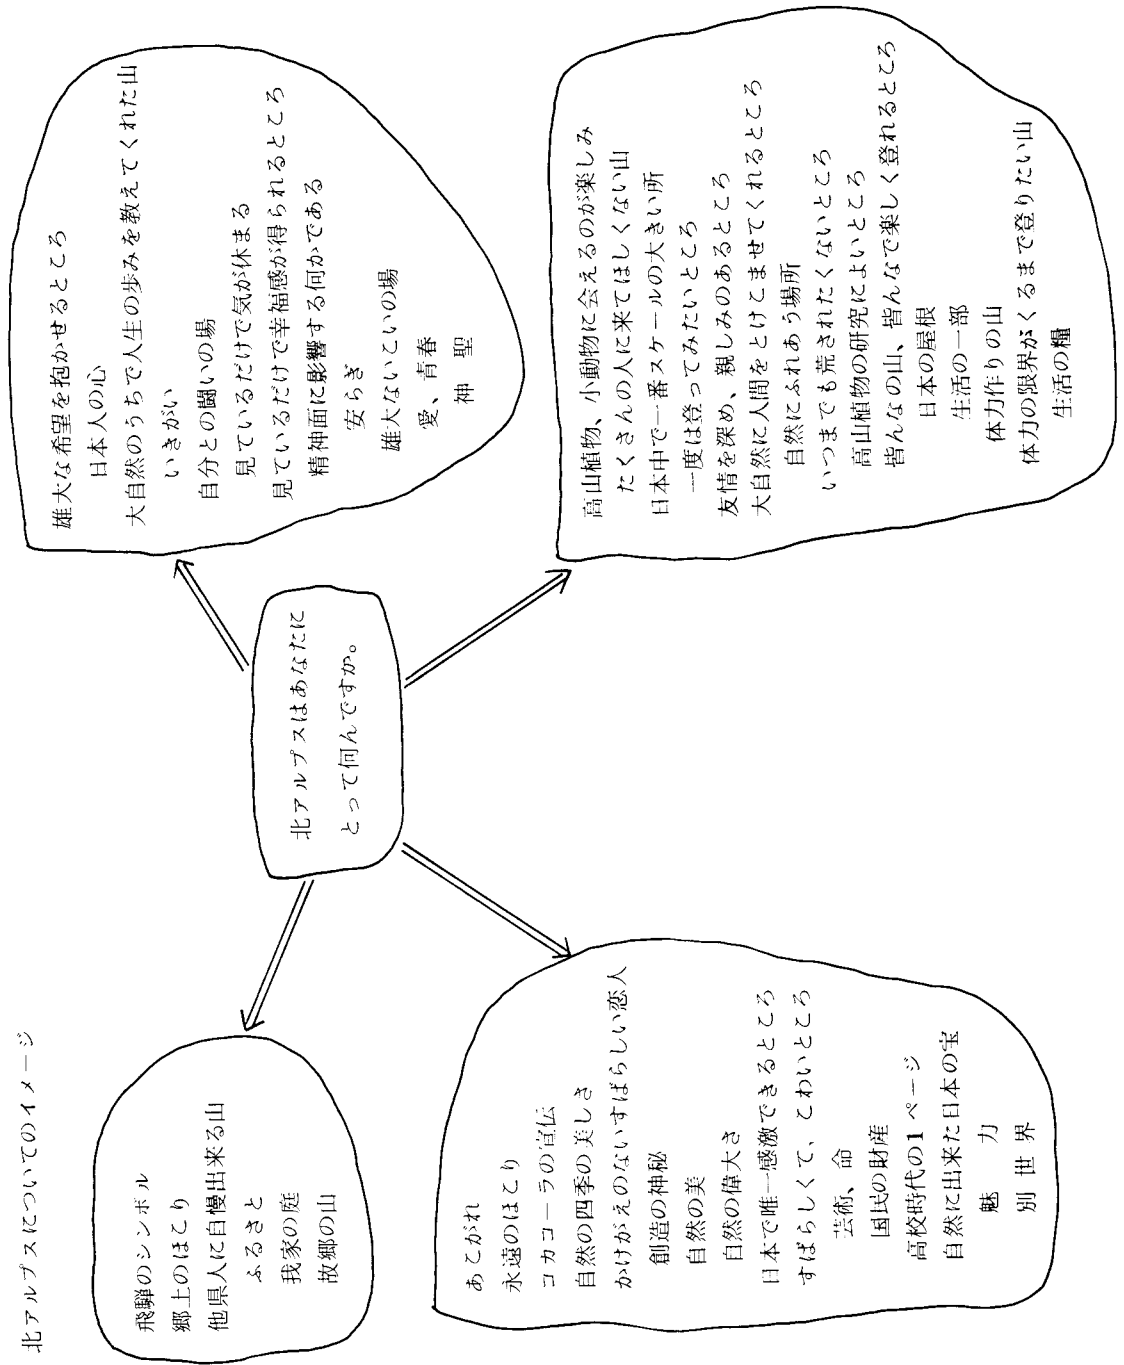 北アルプスについてのイメージ
飛騨のシンボル
郷土のほこり
他県人に自慢出来る山
ふるさと
我家の庭
故郷の山
北アルプスはあなたに
とって何んですか。
雄大な希望を抱かせるところ
日本人の心
大自然のうちで人生の歩みを教えてくれた山
いきがい
自分との闘いの場
見ているだけで気が休まる
見ているだけで幸福感が得られるところ
精神面に影響する何かである
安らぎ
雄大ないこいの場
愛、青春
神　聖
あこがれ
永遠のほこり
コカコーラの宣伝
自然の四季の美しさ
かけがえのないすばらしい恋人
創造の神秘
自然の美
自然の偉大さ
日本で唯一感激できるところ
すばらしくて、こわいところ
芸術、命
国民の財産
高校時代の1ページ
自然に出来た日本の宝
魅　力
別世界
高山植物、小動物に会えるのが楽しみ
たくさんの人に来てほしくない山
日本中で一番スケールの大きい所
一度は登ってみたいところ
友情を深め、親しみのあるところ
大自然に人間をとけこませてくれるところ
自然にふれあう場所
いつまでも荒されたくないところ
高山植物の研究によいところ
皆んなの山、皆んなで楽しく登れるところ
日本の屋根
生活の一部
体力作りの山
体力の限界がくるまで登りたい山
生活の糧